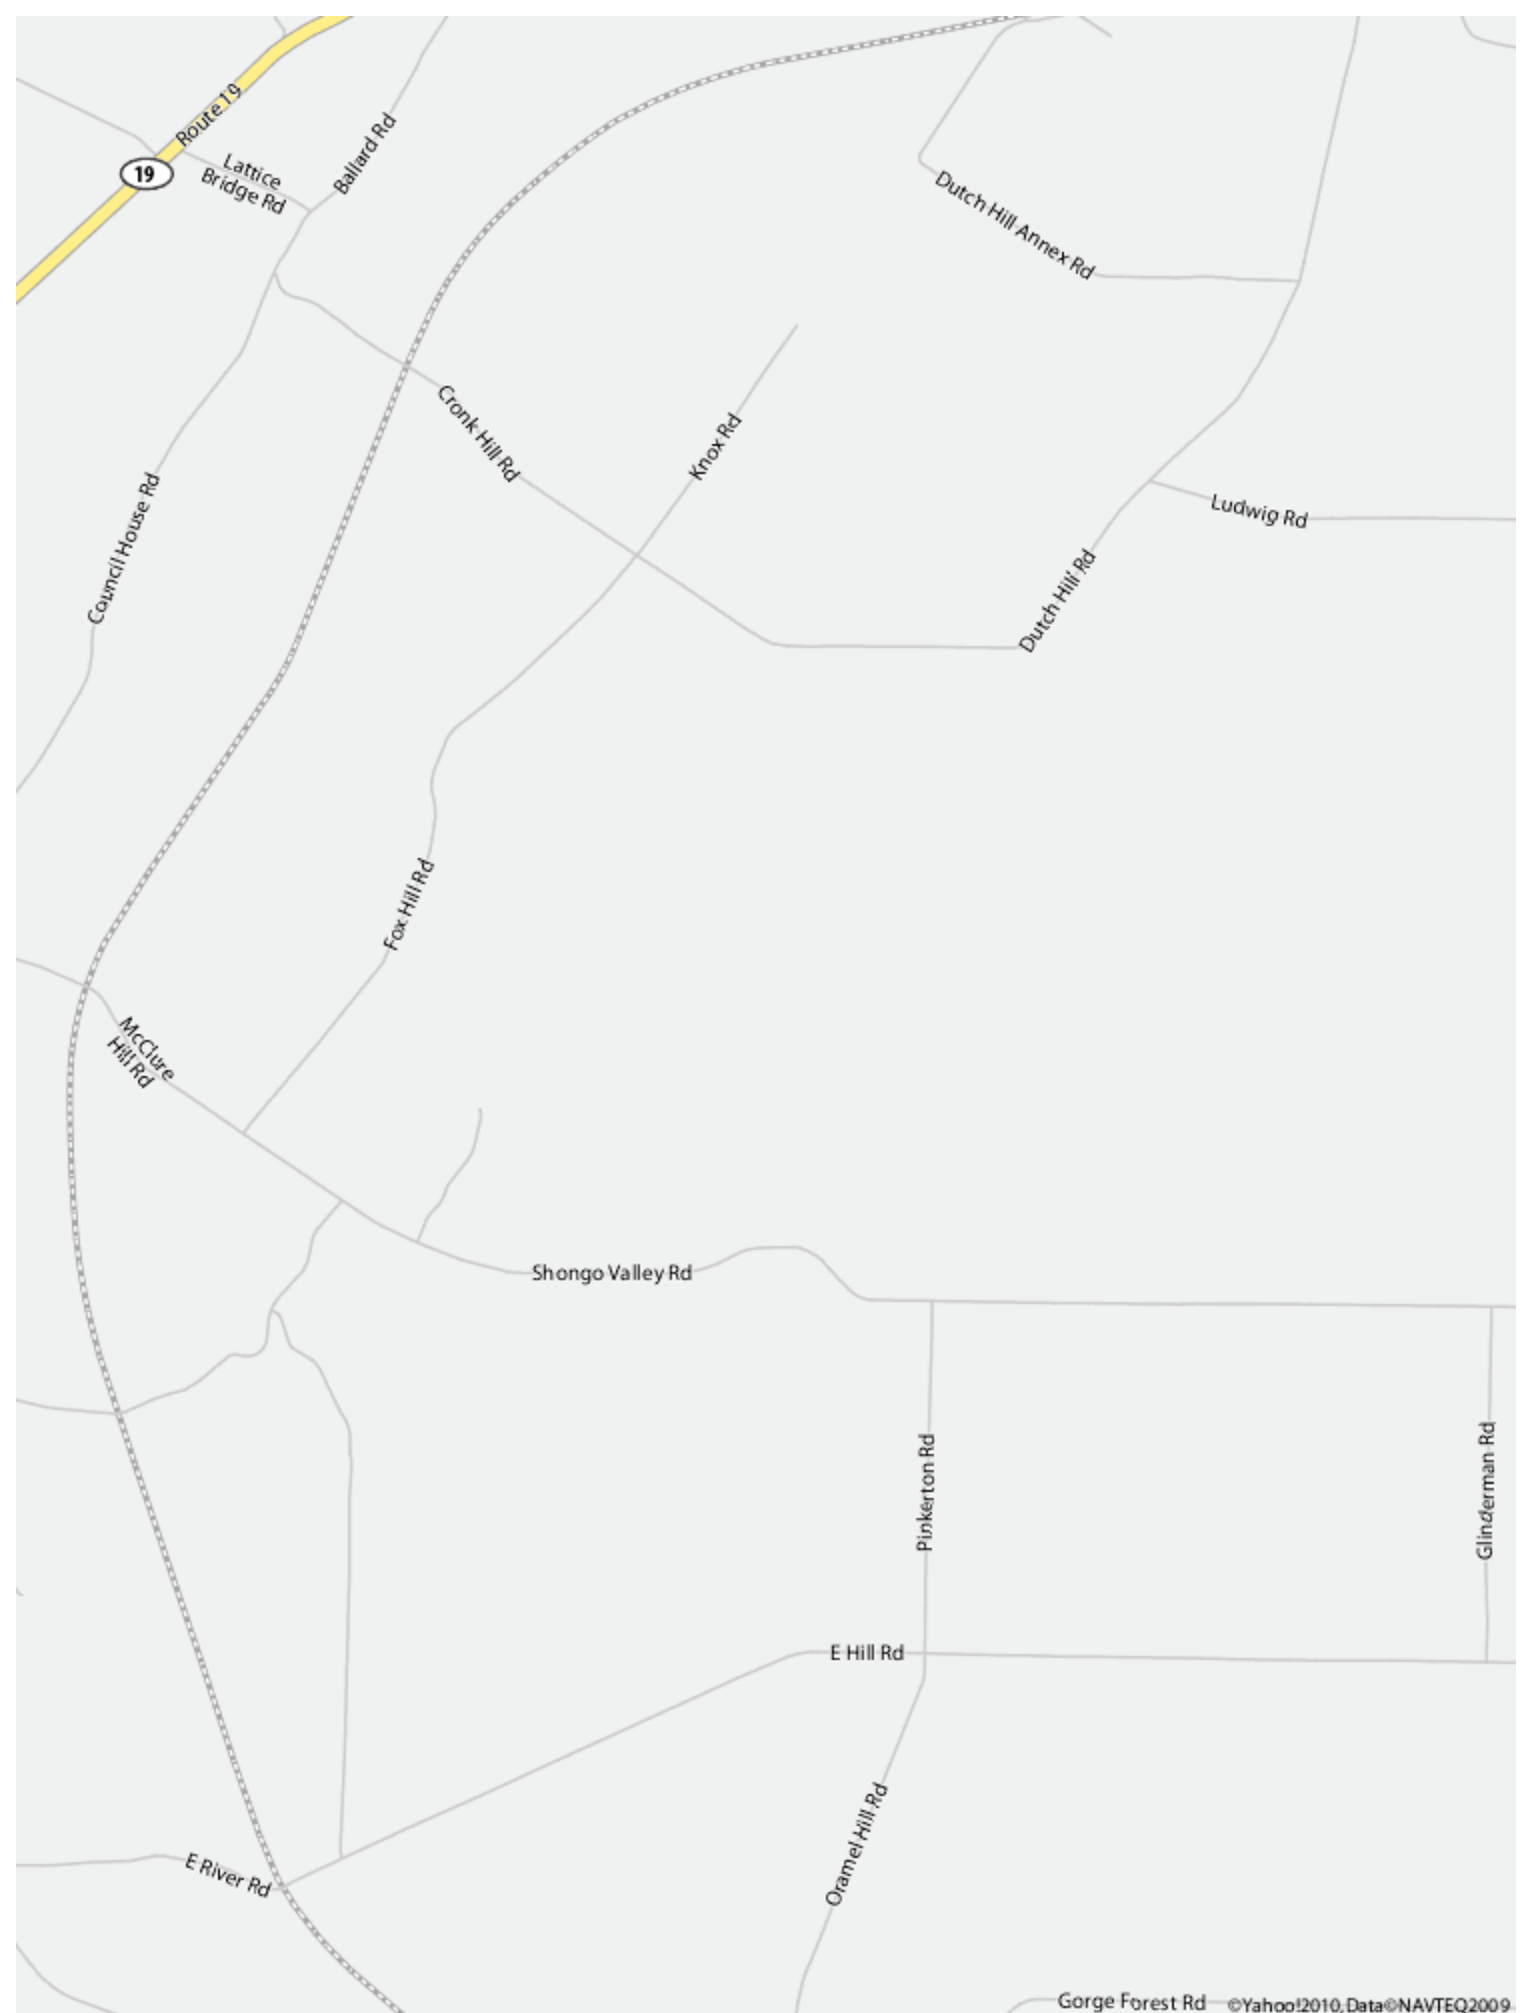 Route 19
19
Lattice
Bridge Rd
Ballard Rd
Dutch Hill Annex Rd
Cronk Hill Rd
Knox Rd
Council House Rd
Ludwig Rd
Dutch Hill Rd
Fox Hill Rd
McClure
Hill Rd
Shongo Valley Rd
Pinkerton Rd
Glinderman Rd
E Hill Rd
Oramel Hill Rd
E River Rd
Gorge Forest Rd
©Yahoo!2010, Data©NAVTEQ2009